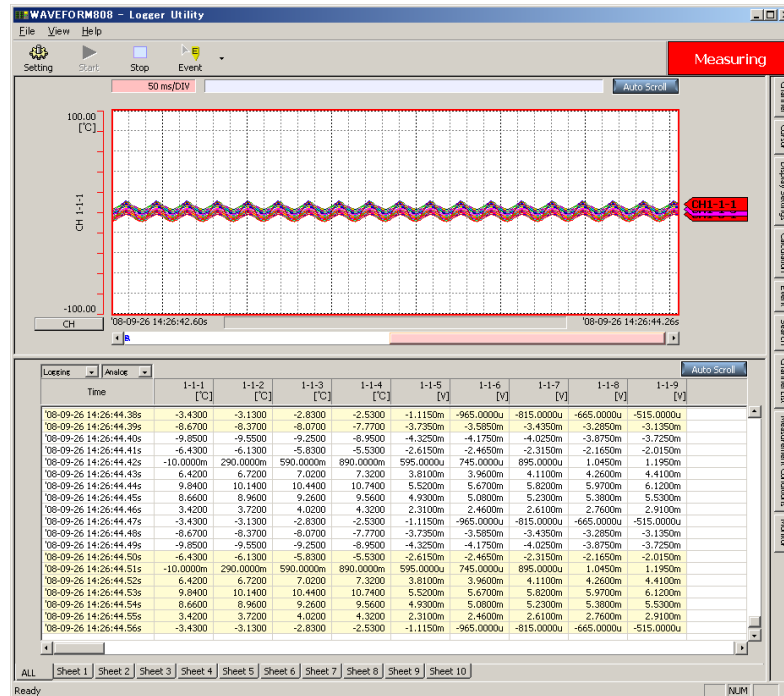 WAVEFORM808 - Logger Utility
File View Help
Setting Start Stop Event
Measuring
50 ms/DIV
Auto Scroll
100.00
[℃]
CH 1-1-1
CH1-1-1
-100.00
CH
'08-09-26 14:26:42.60s '08-09-26 14:26:44.26s
Auto Scroll
Logging Analog
Time 1-1-1 [℃] 1-1-2 [℃] 1-1-3 [℃] 1-1-4 [℃] 1-1-5 [V] 1-1-6 [V] 1-1-7 [V] 1-1-8 [V] 1-1-9 [V]
'08-09-26 14:26:44.38s -3.4300 -3.1300 -2.8300 -2.5300 -1.1150m -965.0000u -815.0000u -665.0000u -515.0000u
'08-09-26 14:26:44.39s -8.6700 -8.3700 -8.0700 -7.7700 -3.7350m -3.5850m -3.4350m -3.2850m -3.1350m
'08-09-26 14:26:44.40s -9.8500 -9.5500 -9.2500 -8.9500 -4.3250m -4.1750m -4.0250m -3.8750m -3.7250m
'08-09-26 14:26:44.41s -6.4300 -6.1300 -5.8300 -5.5300 -2.6150m -2.4650m -2.3150m -2.1650m -2.0150m
'08-09-26 14:26:44.42s -10.0000m 290.0000m 590.0000m 890.0000m 595.0000u 745.0000u 895.0000u 1.0450m 1.1950m
'08-09-26 14:26:44.43s 6.4200 6.7200 7.0200 7.3200 3.8100m 3.9600m 4.1100m 4.2600m 4.4100m
'08-09-26 14:26:44.44s 9.8400 10.1400 10.4400 10.7400 5.5200m 5.6700m 5.8200m 5.9700m 6.1200m
'08-09-26 14:26:44.45s 8.6600 8.9600 9.2600 9.5600 4.9300m 5.0800m 5.2300m 5.3800m 5.5300m
'08-09-26 14:26:44.46s 3.4200 3.7200 4.0200 4.3200 2.3100m 2.4600m 2.6100m 2.7600m 2.9100m
'08-09-26 14:26:44.47s -3.4300 -3.1300 -2.8300 -2.5300 -1.1150m -965.0000u -815.0000u -665.0000u -515.0000u
'08-09-26 14:26:44.48s -8.6700 -8.3700 -8.0700 -7.7700 -3.7350m -3.5850m -3.4350m -3.2850m -3.1350m
'08-09-26 14:26:44.49s -9.8500 -9.5500 -9.2500 -8.9500 -4.3250m -4.1750m -4.0250m -3.8750m -3.7250m
'08-09-26 14:26:44.50s -6.4300 -6.1300 -5.8300 -5.5300 -2.6150m -2.4650m -2.3150m -2.1650m -2.0150m
'08-09-26 14:26:44.51s -10.0000m 290.0000m 590.0000m 890.0000m 595.0000u 745.0000u 895.0000u 1.0450m 1.1950m
'08-09-26 14:26:44.52s 6.4200 6.7200 7.0200 7.3200 3.8100m 3.9600m 4.1100m 4.2600m 4.4100m
'08-09-26 14:26:44.53s 9.8400 10.1400 10.4400 10.7400 5.5200m 5.6700m 5.8200m 5.9700m 6.1200m
'08-09-26 14:26:44.54s 8.6600 8.9600 9.2600 9.5600 4.9300m 5.0800m 5.2300m 5.3800m 5.5300m
'08-09-26 14:26:44.55s 3.4200 3.7200 4.0200 4.3200 2.3100m 2.4600m 2.6100m 2.7600m 2.9100m
'08-09-26 14:26:44.56s -3.4300 -3.1300 -2.8300 -2.5300 -1.1150m -965.0000u -815.0000u -665.0000u -515.0000u
ALL Sheet 1 Sheet 2 Sheet 3 Sheet 4 Sheet 5 Sheet 6 Sheet 7 Sheet 8 Sheet 9 Sheet 10
Ready NUM